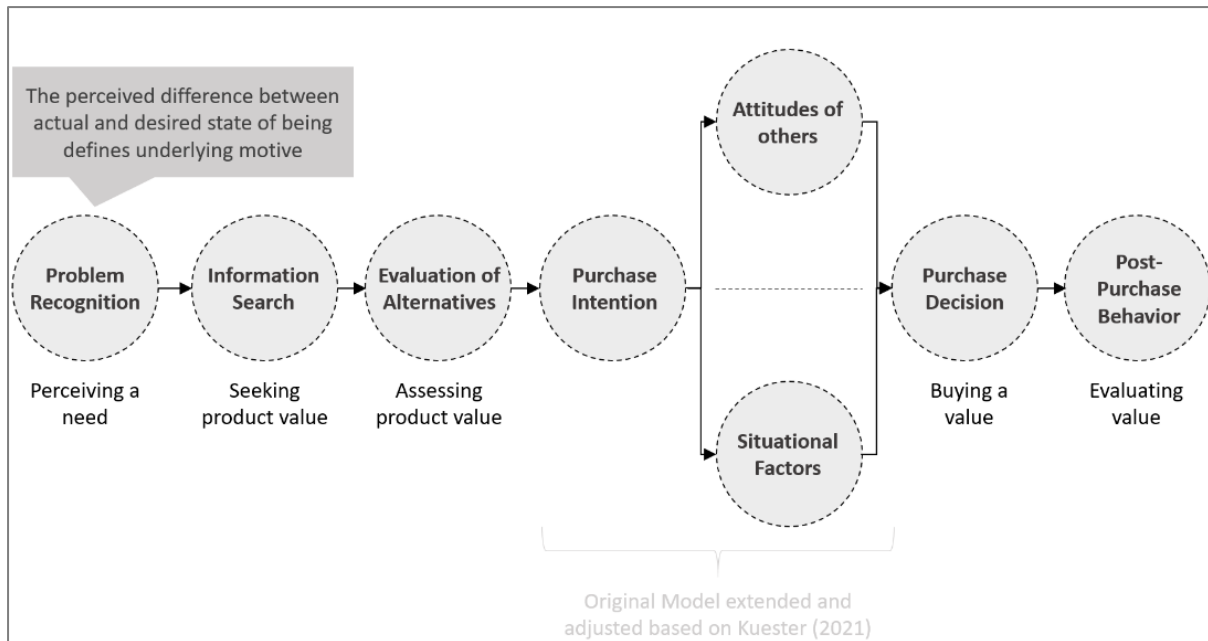 The perceived difference between
actual and desired state of being
defines underlying motive
Problem
Recognition
Perceiving a
need
Information
Search
Seeking
product value
Evaluation of
Alternatives
Assessing
product value
Purchase
Intention
Attitudes of
others
Situational
Factors
Purchase
Decision
Buying a
value
Post-
Purchase
Behavior
Evaluating
value
Original Model extended and
adjusted based on Kuester (2021)